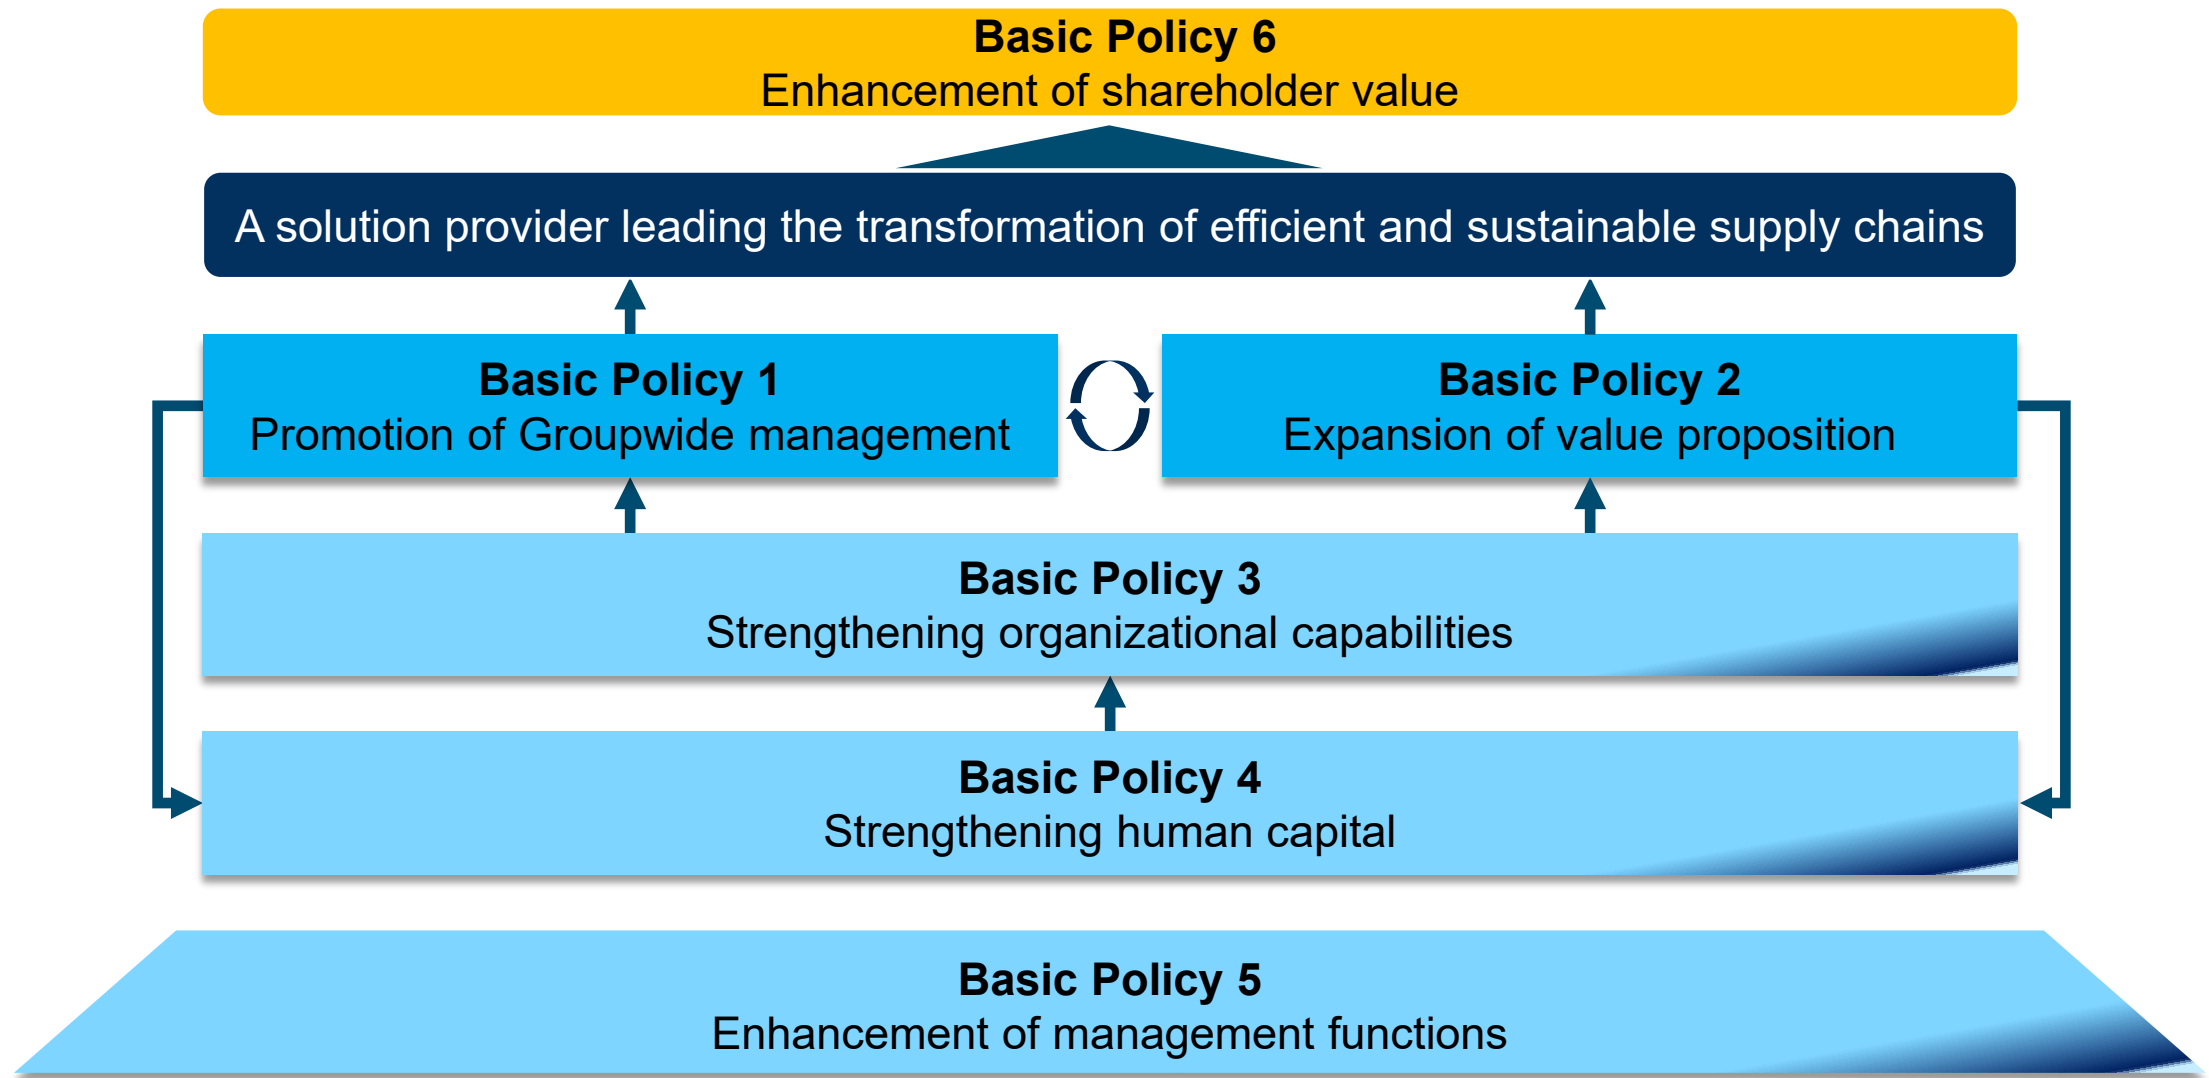 Basic Policy 6
Enhancement of shareholder value
A solution provider leading the transformation of efficient and sustainable supply chains
Basic Policy 1
Promotion of Groupwide management
Basic Policy 2
Expansion of value proposition
Basic Policy 3
Strengthening organizational capabilities
Basic Policy 4
Strengthening human capital
Basic Policy 5
Enhancement of management functions